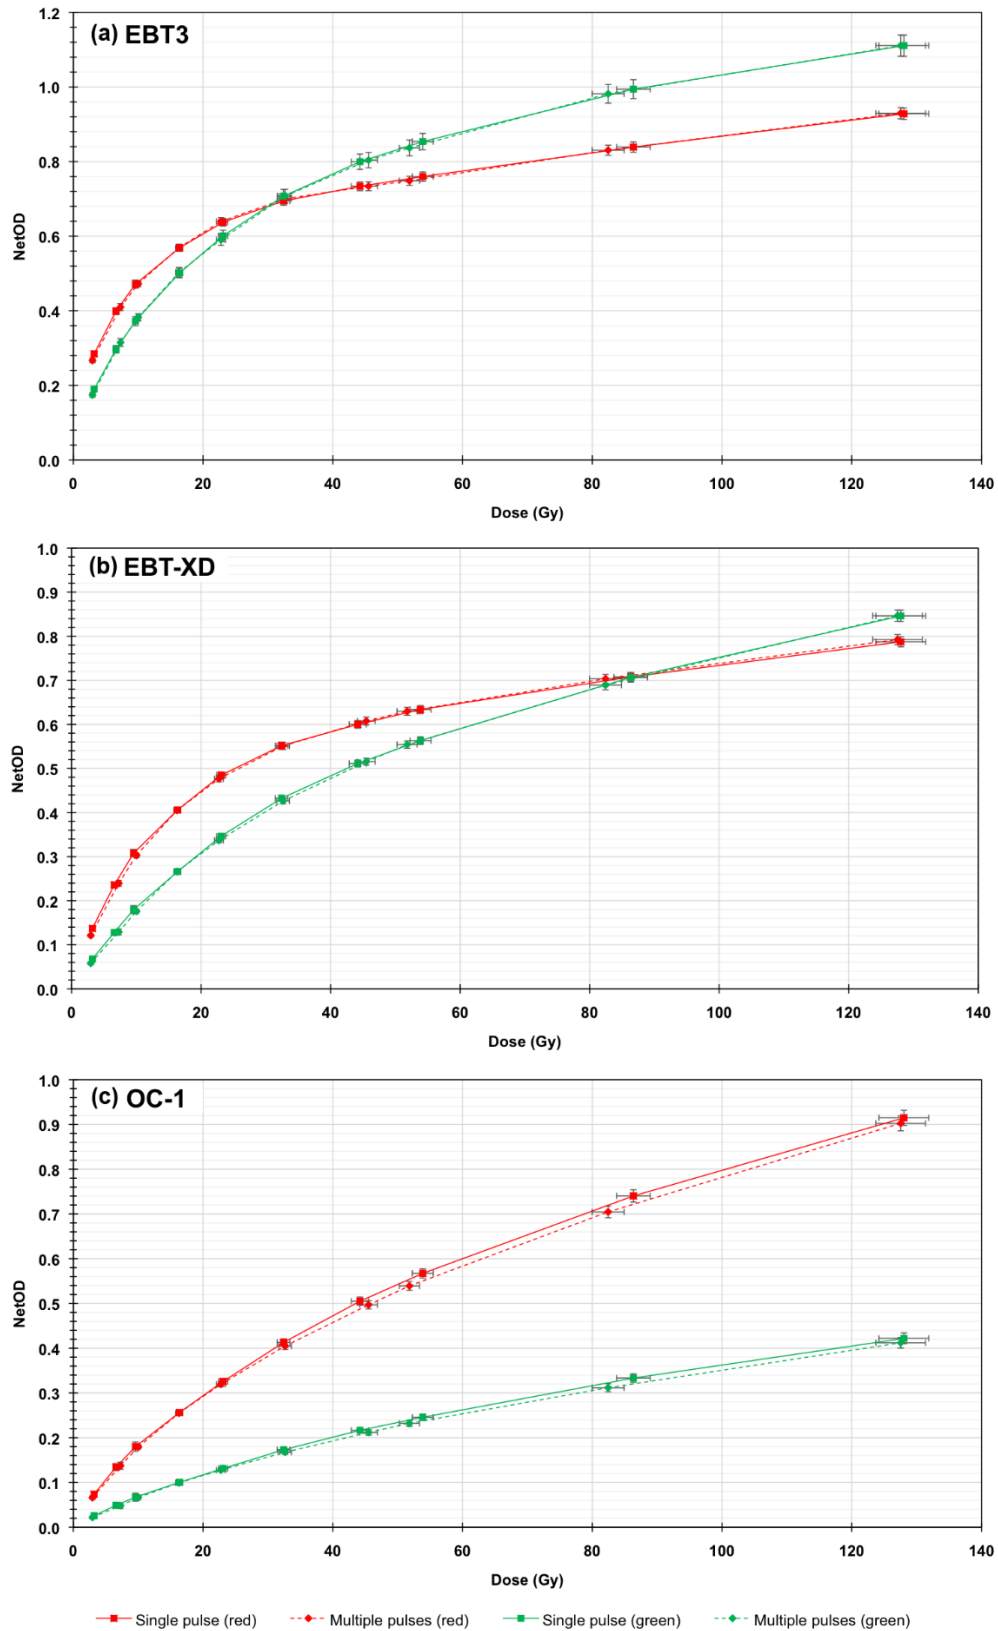 (a) EBT3
1.2
1.0
0.8
0.6
0.4
0.2
0.0
NetOD
0 20 40 60 80 100 120 140
Dose (Gy)
(b) EBT-XD
1.0
0.9
0.8
0.7
0.6
0.5
0.4
0.3
0.2
0.1
0.0
NetOD
0 20 40 60 80 100 120 140
Dose (Gy)
(c) OC-1
1.0
0.9
0.8
0.7
0.6
0.5
0.4
0.3
0.2
0.1
0.0
NetOD
0 20 40 60 80 100 120 140
Dose (Gy)
Single pulse (red) Multiple pulses (red) Single pulse (green) Multiple pulses (green)